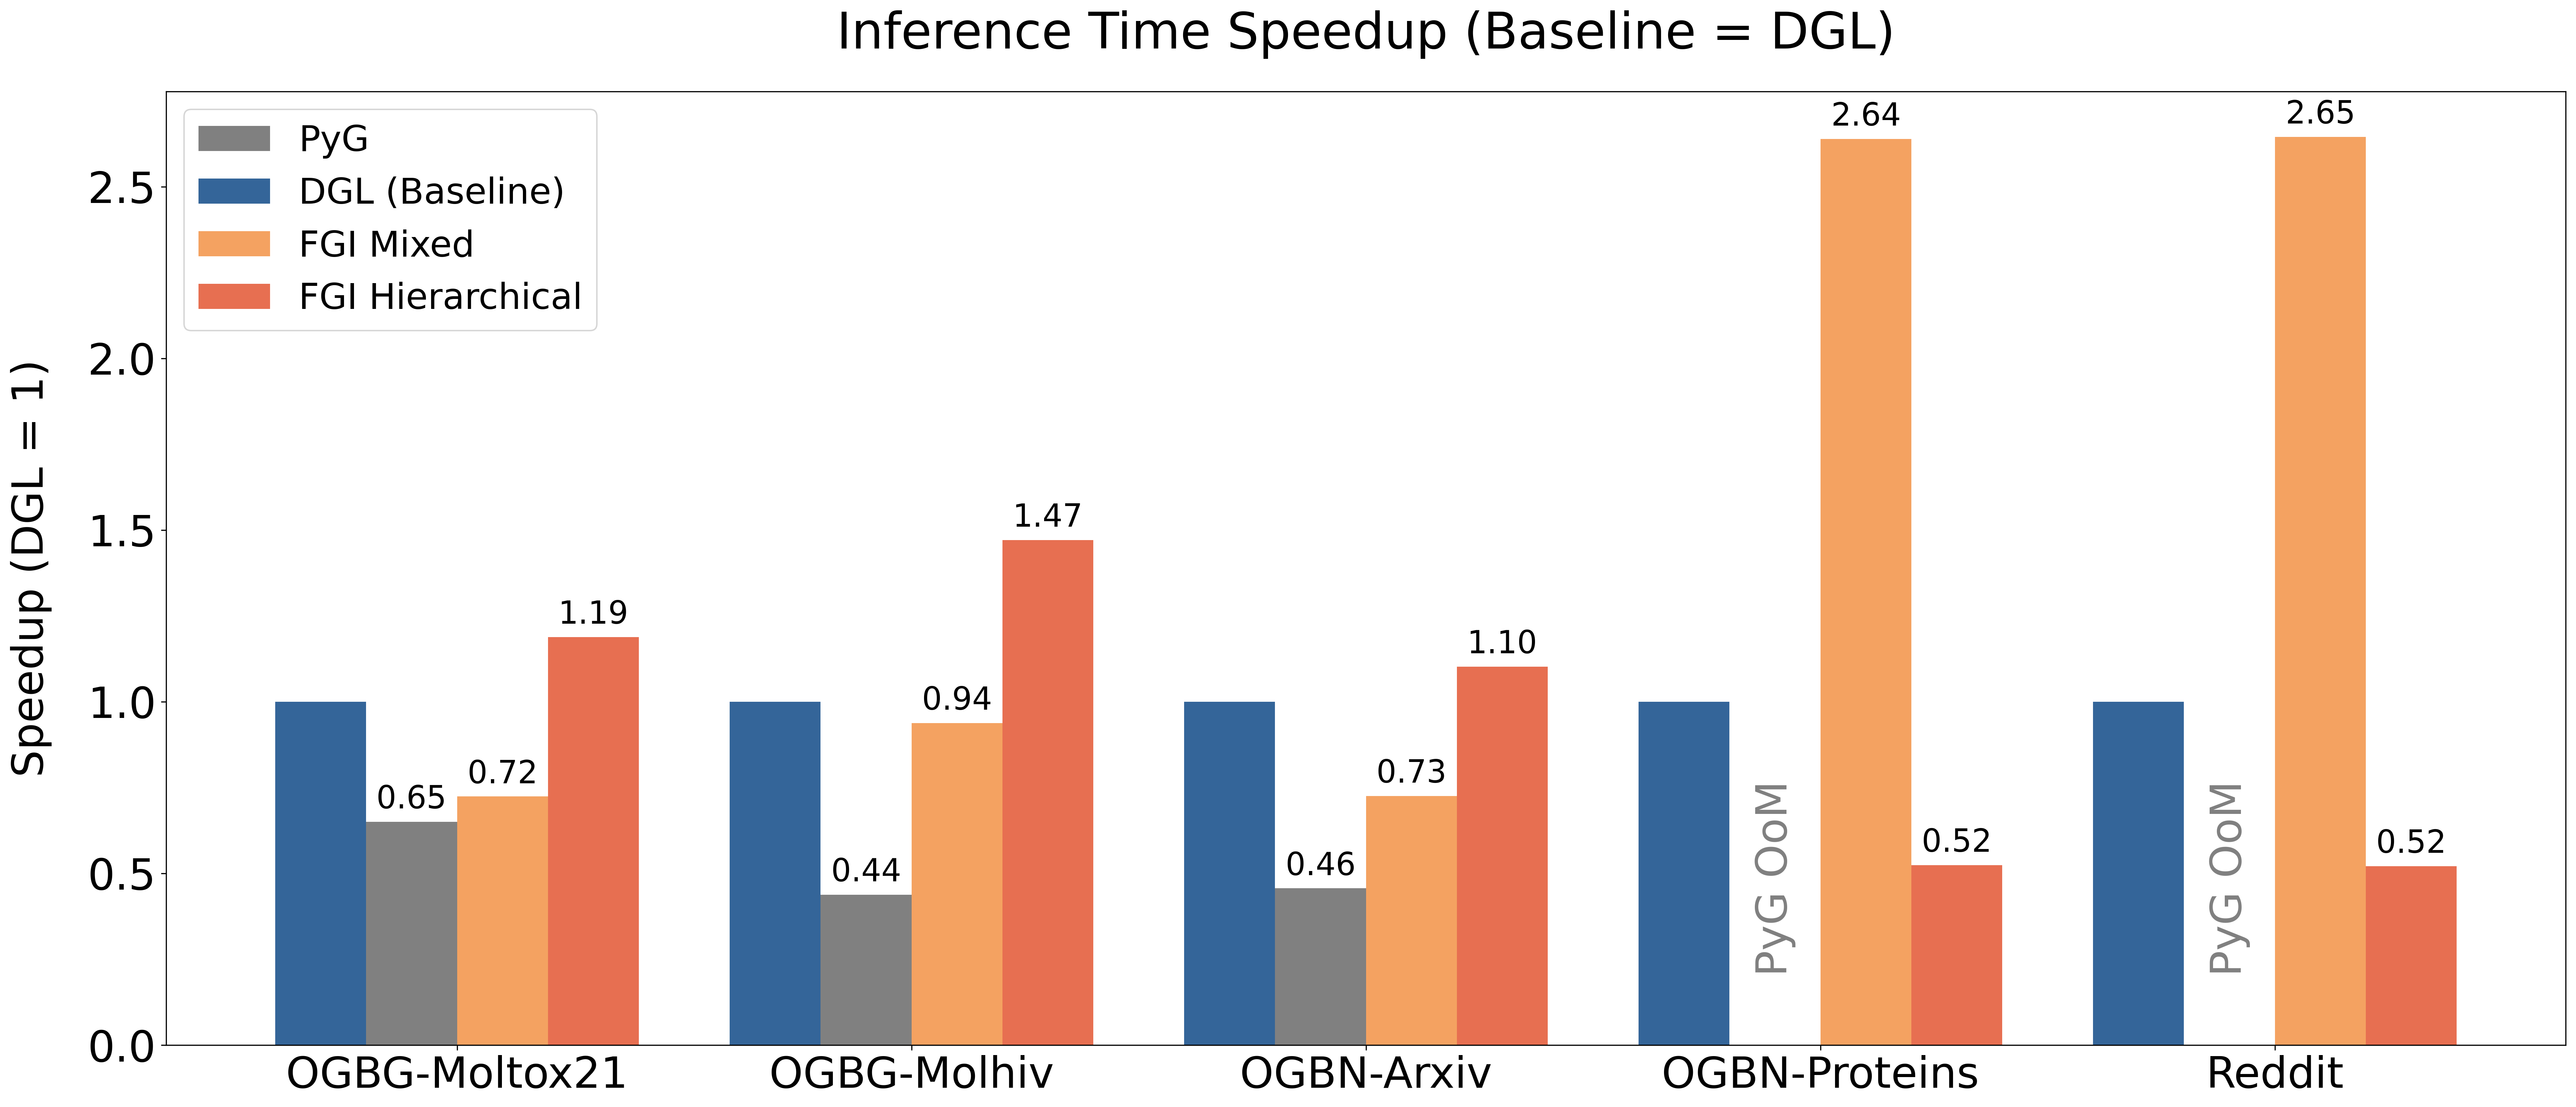 Inference Time Speedup (Baseline = DGL)
Speedup (DGL = 1)
2.5
2.0
1.5
1.0
0.5
0.0
PyG
DGL (Baseline)
FGI Mixed
FGI Hierarchical
0.65
0.72
1.19
0.44
0.94
1.47
0.46
0.73
1.10
PyG OoM
2.64
0.52
PyG OoM
2.65
0.52
OGBG-Moltox21
OGBG-Molhiv
OGBN-Arxiv
OGBN-Proteins
Reddit